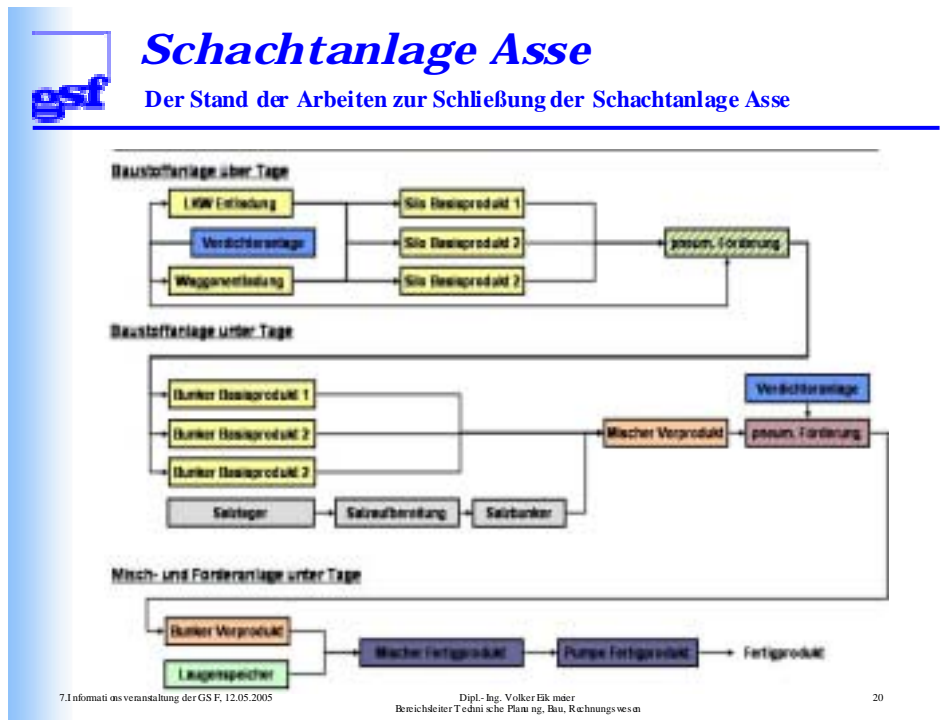 gsf
Schachtanlage Asse
Der Stand der Arbeiten zur Schließung der Schachtanlage Asse
Baustoffanlage über Tage
LKW Entladung
Silo Basisprodukt 1
Verdichteranlage
Silo Basisprodukt 2
pneum. Förderung
Waggonentladung
Silo Basisprodukt 2
Baustoffanlage unter Tage
Verdichteranlage
Bunker Basisprodukt 1
Bunker Basisprodukt 2
Mischer Vorprodukt
pneum. Förderung
Bunker Basisprodukt 3
Salzlager
Salzaufbereitung
Salzbunker
Misch- und Förderanlage unter Tage
Bunker Vorprodukt
Mischer Fertigprodukt
Pumpe Fertigprodukt
Fertigprodukt
Laugenspeicher
7.Informationsveranstaltung der GSF, 12.05.2005
Dipl.- Ing. Volker Eikmeier
20
Bereichsleiter Technische Planung, Bau, Rechnungswesen